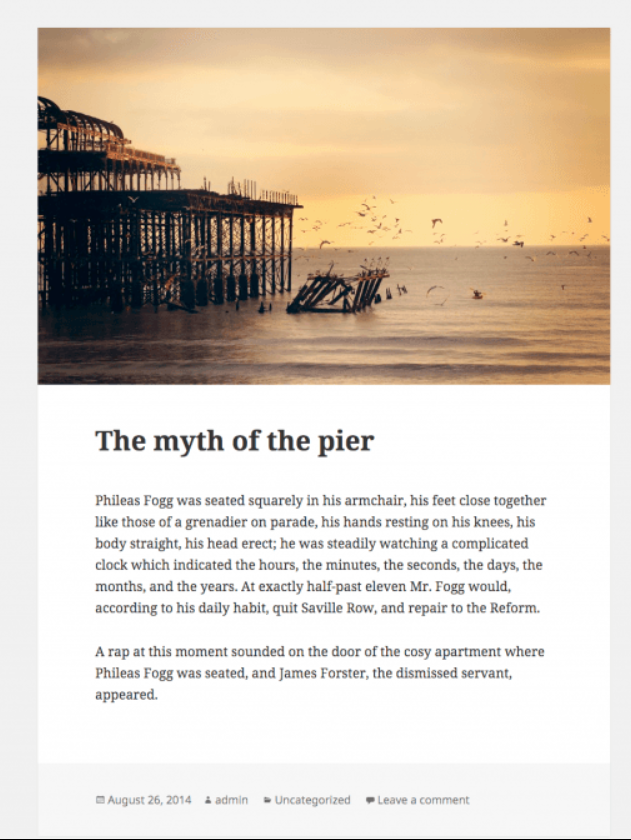 The myth of the pier
Phileas Fogg was seated squarely in his armchair, his feet close together
like those of a grenadier on parade, his hands resting on his knees, his
body straight, his head erect; he was steadily watching a complicated
clock which indicated the hours, the minutes, the seconds, the days, the
months, and the years. At exactly half-past eleven Mr. Fogg would,
according to his daily habit, quit Saville Row, and repair to the Reform.
A rap at this moment sounded on the door of the cosy apartment where
Phileas Fogg was seated, and James Forster, the dismissed servant,
appeared.
August 26, 2014 admin Uncategorized Leave a comment